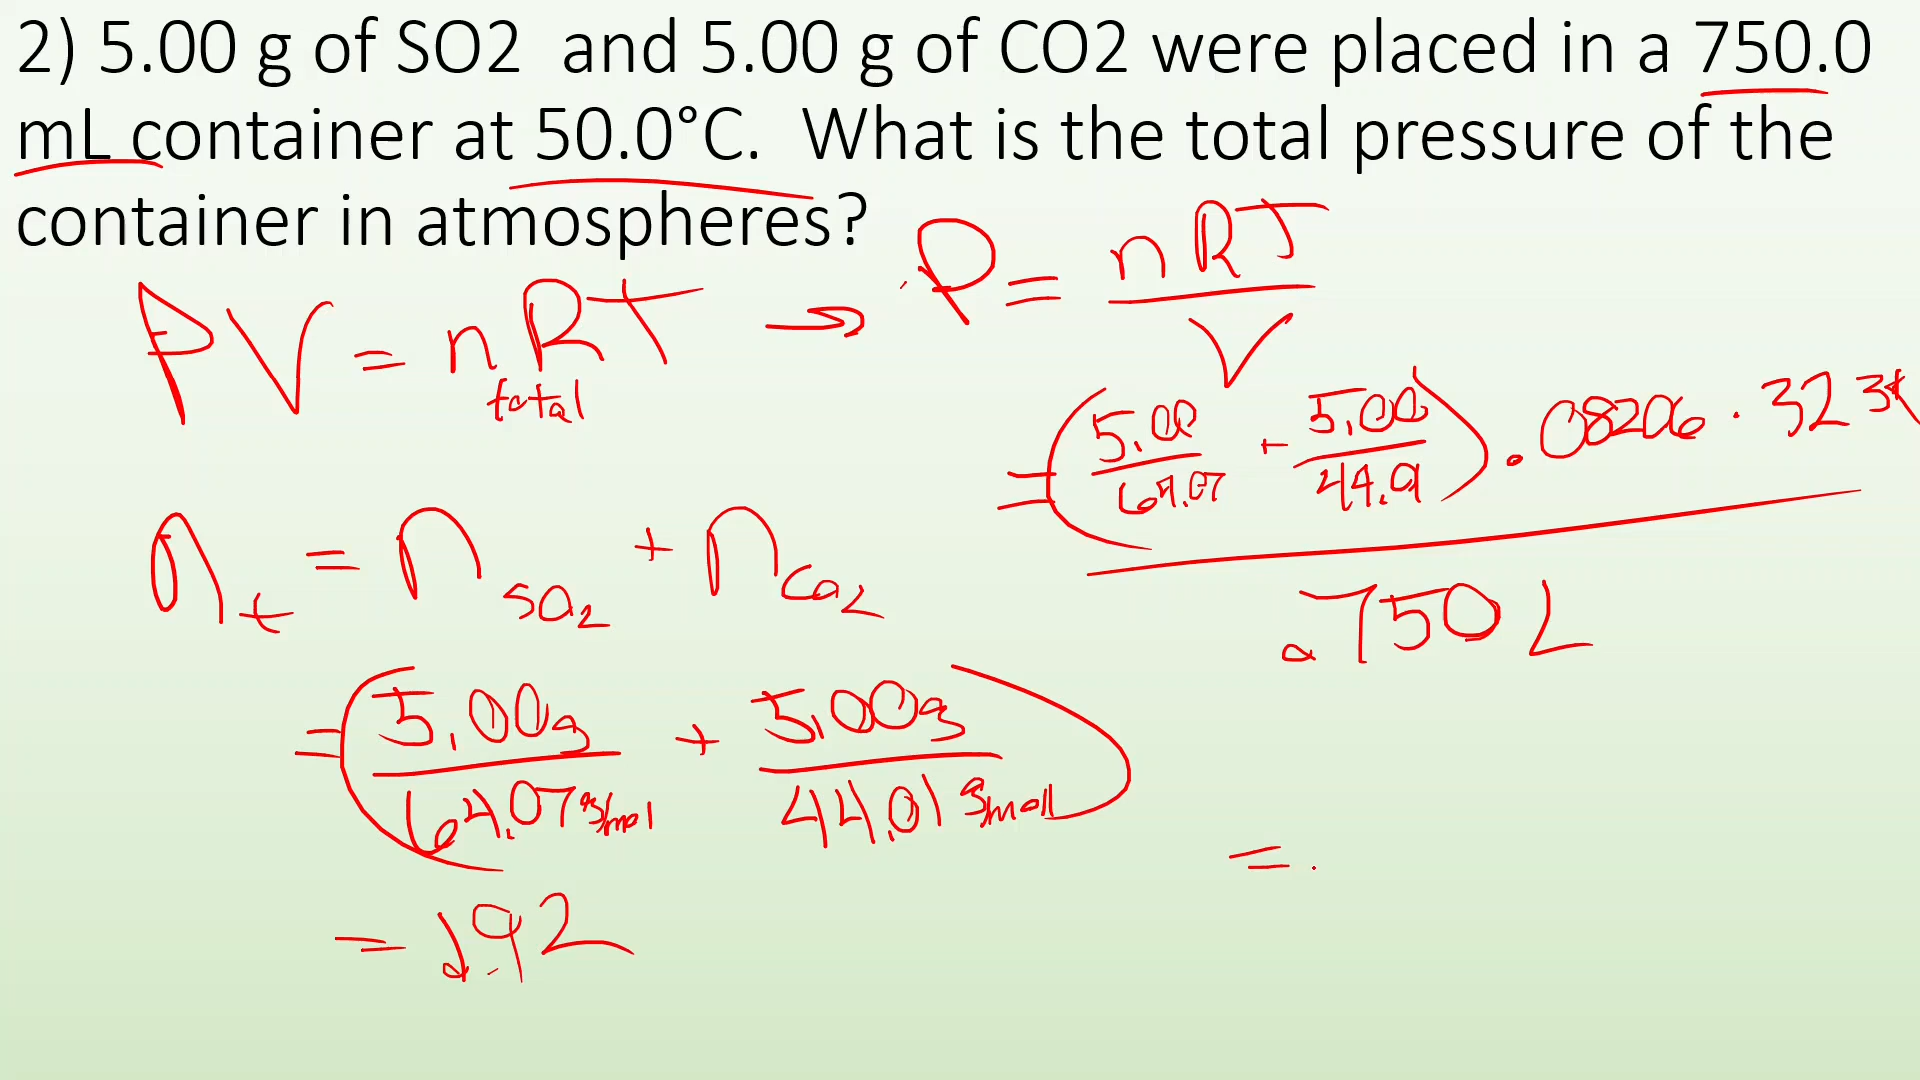 2) 5.00 g of SO2 and 5.00 g of CO2 were placed in a 750.0
mL container at 50.0°C. What is the total pressure of the
container in atmospheres?
PV = nRT → P = nRT / V
total
= (5.00 / 64.07 + 5.00 / 44.01) . .08206 . 323K
.750 L
nt = nSO2 + nCO2
= (5.00g / 64.07 g/mol + 5.00g / 44.01 g/mol)
= .192
= .